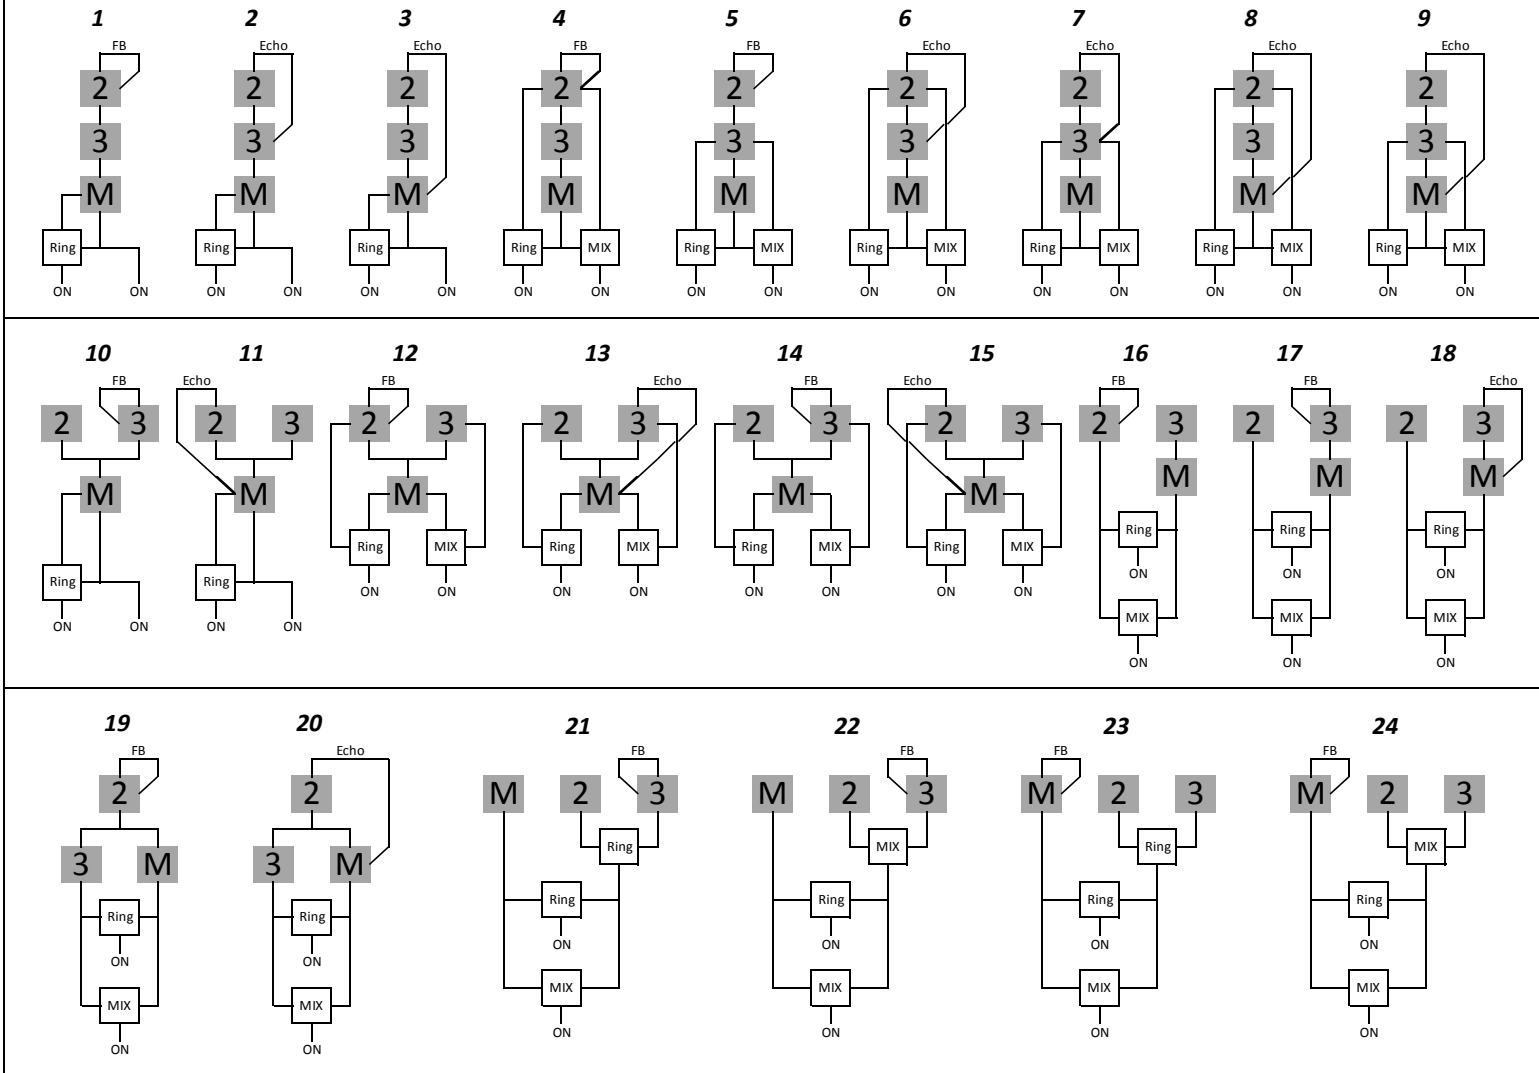 1 2 3 4 5 6 7 8 9
FB Echo Echo FB FB Echo Echo Echo Echo
2 2 2 2 2 2 2 2 2
3 3 3 3 3 3 3 3 3
M M M M M M M M M
Ring Ring Ring Ring MIX Ring MIX Ring MIX Ring MIX Ring MIX Ring MIX
ON ON ON ON ON ON ON ON ON ON ON ON ON ON ON ON ON ON
10 11 12 13 14 15 16 17 18
FB Echo FB Echo FB Echo FB FB Echo
2 3 2 3 2 3 2 3 2 3 2 3 2 3 2 3 2 3
M M M
M M M M M M
Ring Ring Ring
Ring MIX Ring MIX Ring MIX Ring MIX
ON ON ON
Ring Ring
ON ON ON ON ON ON ON ON
MIX MIX MIX
ON ON ON ON
ON ON ON
19 20 21 22 23 24
FB Echo FB FB FB FB
2 2 M 2 3 M 2 3 M 2 3 M 2 3
Ring MIX Ring MIX
3 M 3 M
Ring Ring Ring Ring
Ring Ring
ON ON ON ON
ON ON
MIX MIX MIX MIX
MIX MIX
ON ON ON ON
ON ON